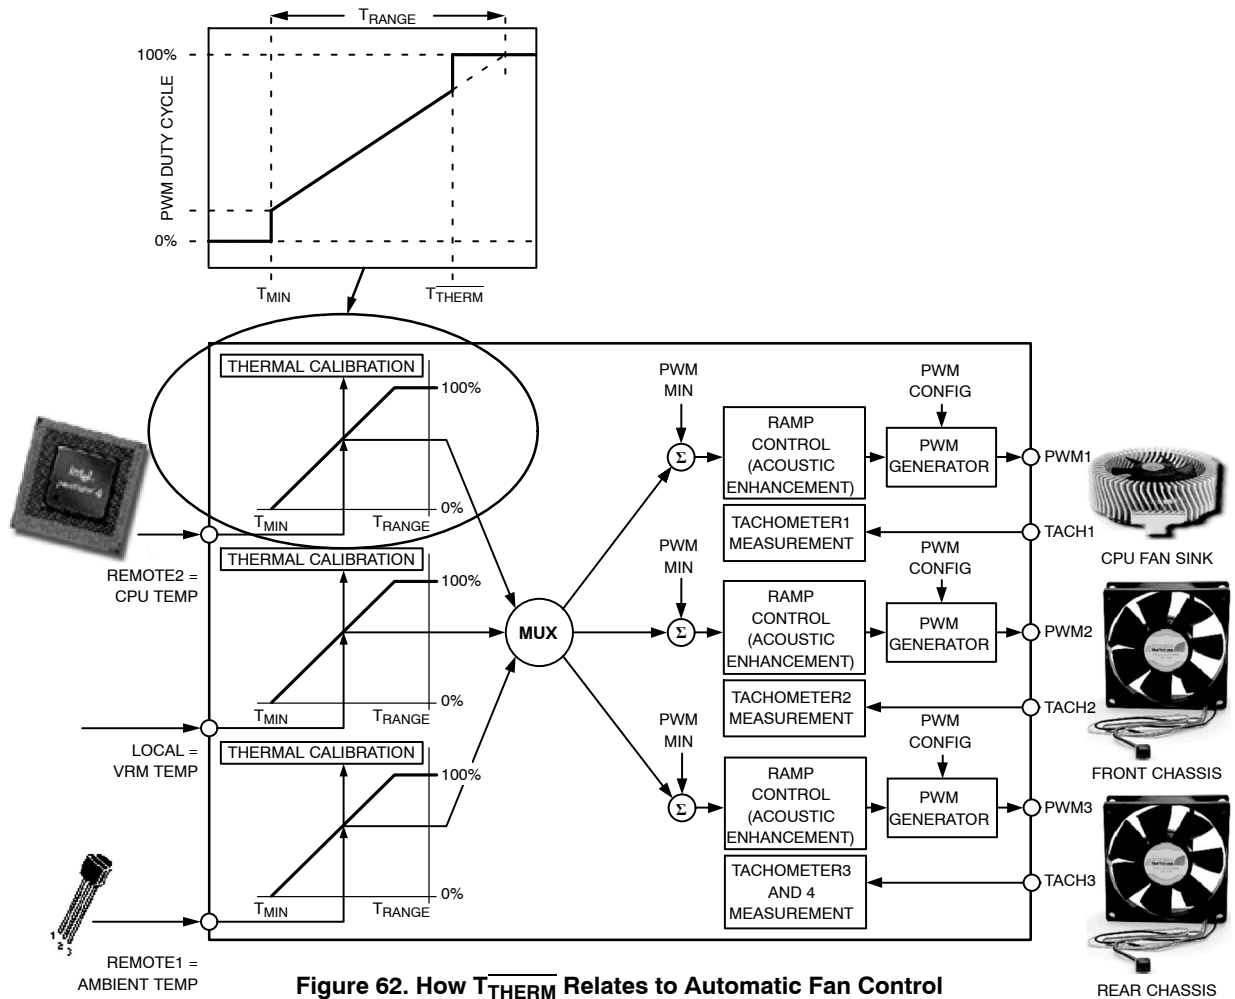 TRANGE
100%
PWM DUTY CYCLE
0%
TMIN
TTHERM
THERMAL CALIBRATION
100%
0%
TMIN
TRANGE
REMOTE2 =
CPU TEMP
THERMAL CALIBRATION
100%
0%
TMIN
TRANGE
LOCAL =
VRM TEMP
THERMAL CALIBRATION
100%
0%
TMIN
TRANGE
1
2
3
REMOTE1 =
AMBIENT TEMP
MUX
PWM
MIN
Σ
RAMP
CONTROL
(ACOUSTIC
ENHANCEMENT)
PWM
CONFIG
PWM
GENERATOR
PWM1
TACHOMETER1
MEASUREMENT
TACH1
CPU FAN SINK
PWM
MIN
Σ
RAMP
CONTROL
(ACOUSTIC
ENHANCEMENT)
PWM
CONFIG
PWM
GENERATOR
PWM2
TACHOMETER2
MEASUREMENT
TACH2
FRONT CHASSIS
PWM
MIN
Σ
RAMP
CONTROL
(ACOUSTIC
ENHANCEMENT)
PWM
CONFIG
PWM
GENERATOR
PWM3
TACHOMETER3
AND 4
MEASUREMENT
TACH3
REAR CHASSIS
Figure 62. How TTHERM Relates to Automatic Fan Control